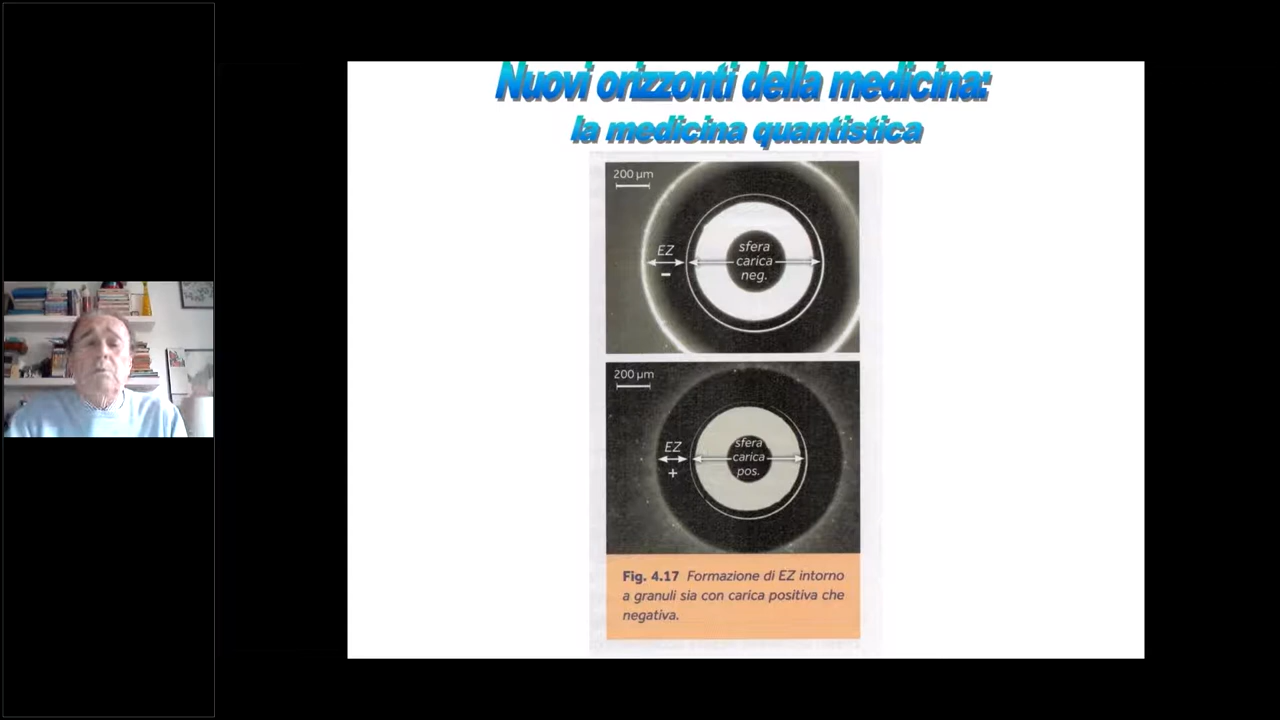 Nuovi orizzonti della medicina:
la medicina quantistica
200 µm
EZ
−
sfera
carica
neg.
200 µm
EZ
+
sfera
carica
pos.
Fig. 4.17 Formazione di EZ intorno
a granuli sia con carica positiva che
negativa.